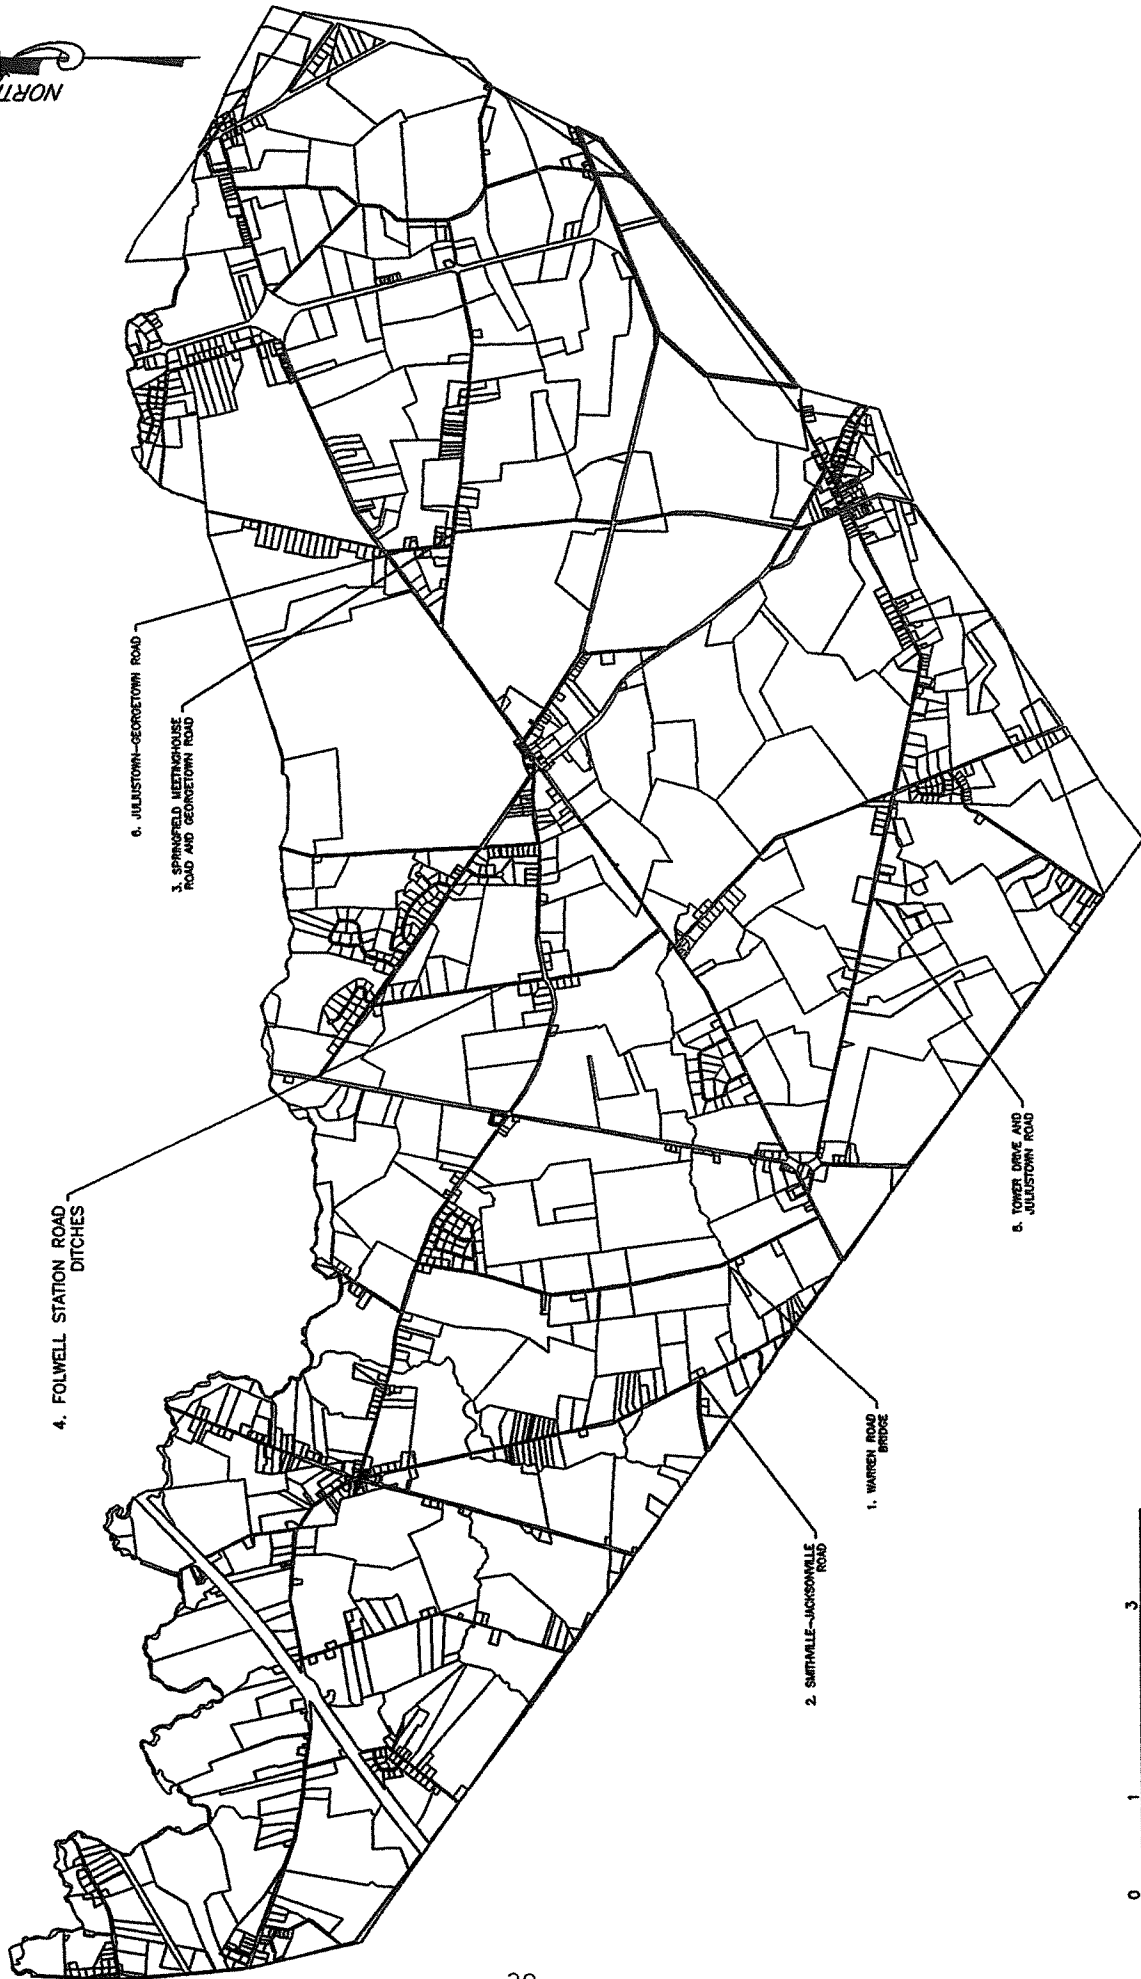 NORT
6. JULIUSTOWN-GEORGETOWN ROAD
3. SPRINGFIELD MEETINGHOUSE
ROAD AND GEORGETOWN ROAD
4. FOLWELL STATION ROAD
DITCHES
5. TOWER DRIVE AND
JULIUSTOWN ROAD
1. WARREN ROAD
BRIDGE
2. SMITHVILLE-JACKSONVILLE
ROAD
0 1 3